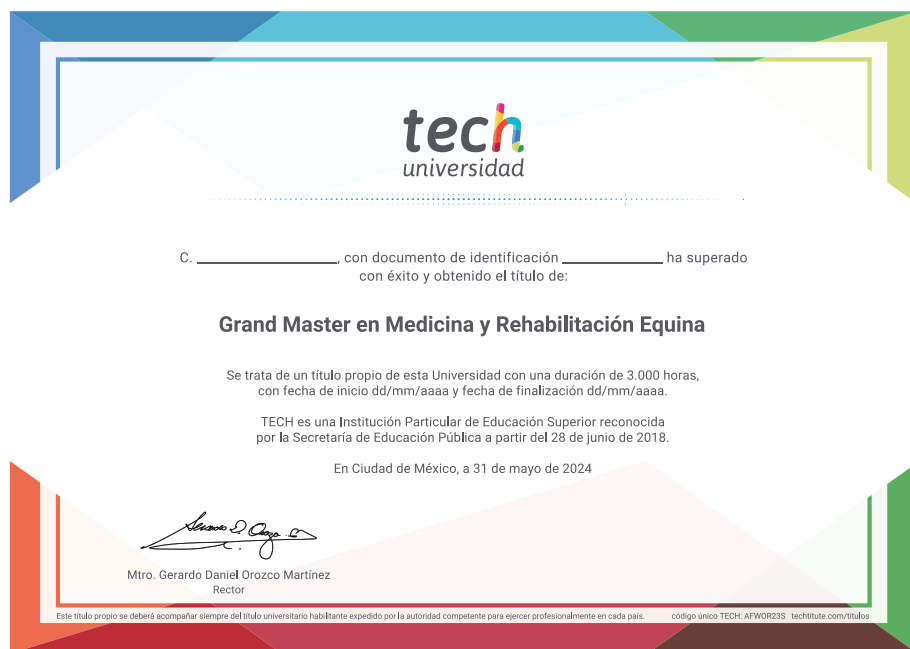 tech
universidad
C. ____________, con documento de identificación ____________ ha superado
con éxito y obtenido el título de:
Grand Master en Medicina y Rehabilitación Equina
Se trata de un título propio de esta Universidad con una duración de 3.000 horas,
con fecha de inicio dd/mm/aaaa y fecha de finalización dd/mm/aaaa.
TECH es una Institución Particular de Educación Superior reconocida
por la Secretaría de Educación Pública a partir del 28 de junio de 2018.
En Ciudad de México, a 31 de mayo de 2024
Mtro. Gerardo Daniel Orozco Martínez
Rector
Este título propio se deberá acompañar siempre del título universitario habilitante expedido por la autoridad competente para ejercer profesionalmente en cada país. código único TECH: AFWOR23S techtitute.com/titulos